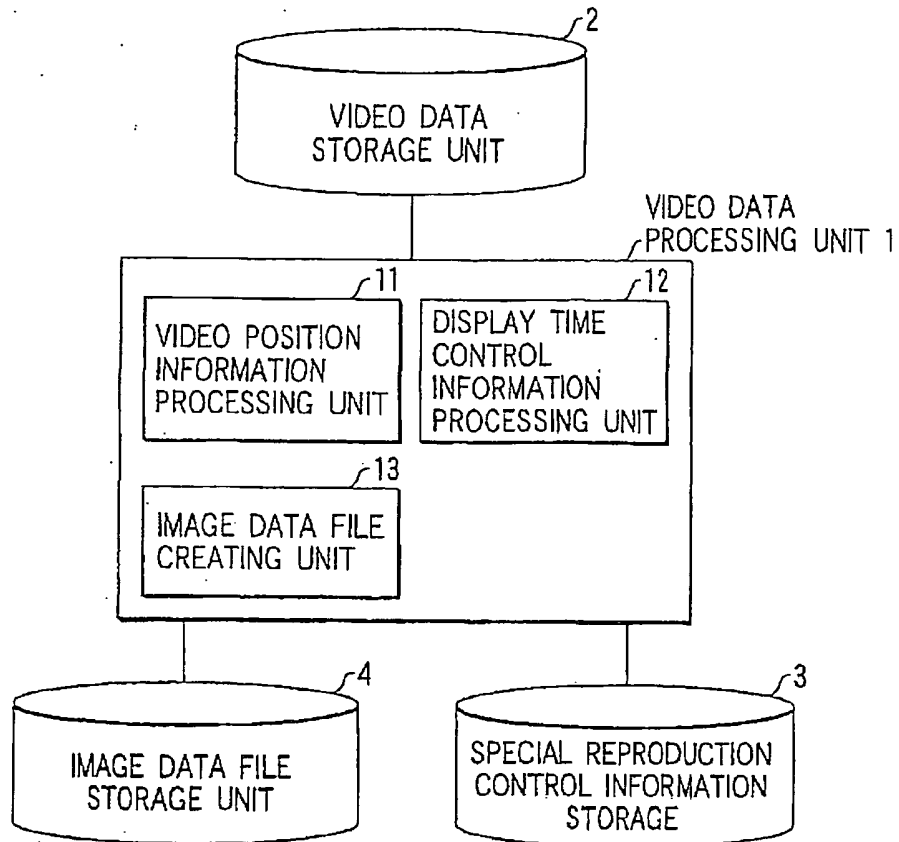 2
VIDEO DATA
STORAGE UNIT
VIDEO DATA
PROCESSING UNIT 1
11
VIDEO POSITION
INFORMATION
PROCESSING UNIT
12
DISPLAY TIME
CONTROL
INFORMATION
PROCESSING UNIT
13
IMAGE DATA FILE
CREATING UNIT
4
IMAGE DATA FILE
STORAGE UNIT
3
SPECIAL REPRODUCTION
CONTROL INFORMATION
STORAGE